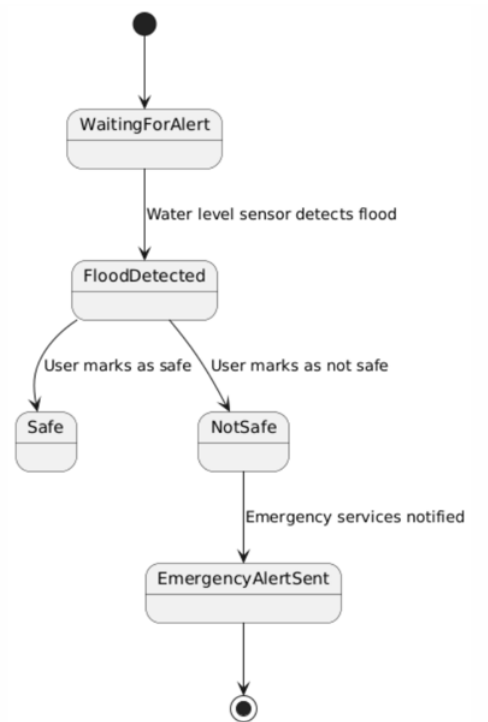 WaitingForAlert
Water level sensor detects flood
FloodDetected
User marks as safe
User marks as not safe
Safe
NotSafe
Emergency services notified
EmergencyAlertSent